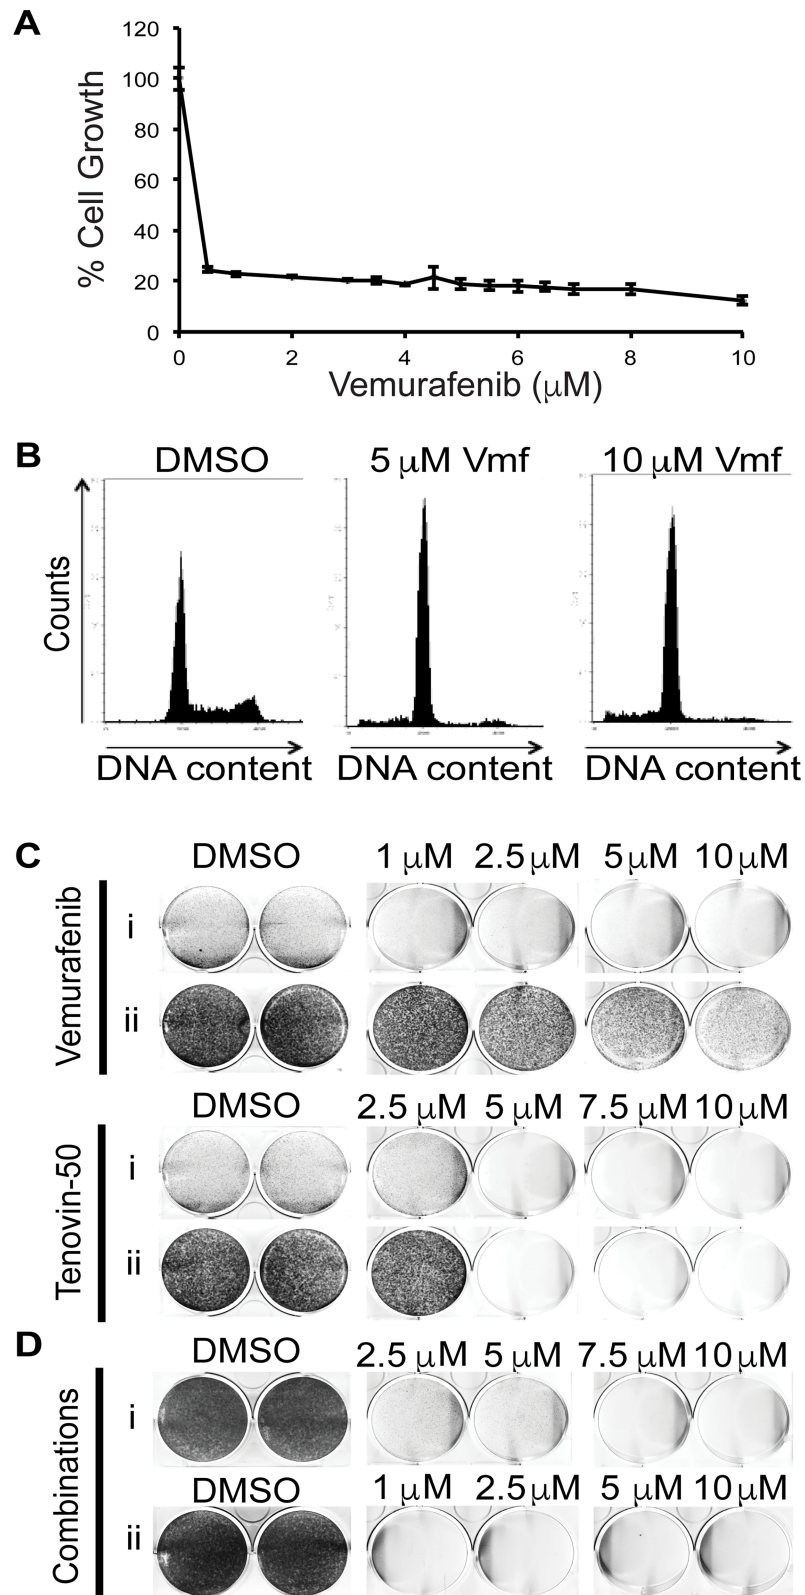 A
120
100
80
60
40
20
0
% Cell Growth
0 2 4 6 8 10
Vemurafenib (μM)
B
DMSO 5 μM Vmf 10 μM Vmf
Counts
DNA content DNA content DNA content
C
DMSO 1 μM 2.5 μM 5 μM 10 μM
Vemurafenib
i
ii
DMSO 2.5 μM 5 μM 7.5 μM 10 μM
Tenovin-50
i
ii
D
DMSO 2.5 μM 5 μM 7.5 μM 10 μM
Combinations
i
DMSO 1 μM 2.5 μM 5 μM 10 μM
ii